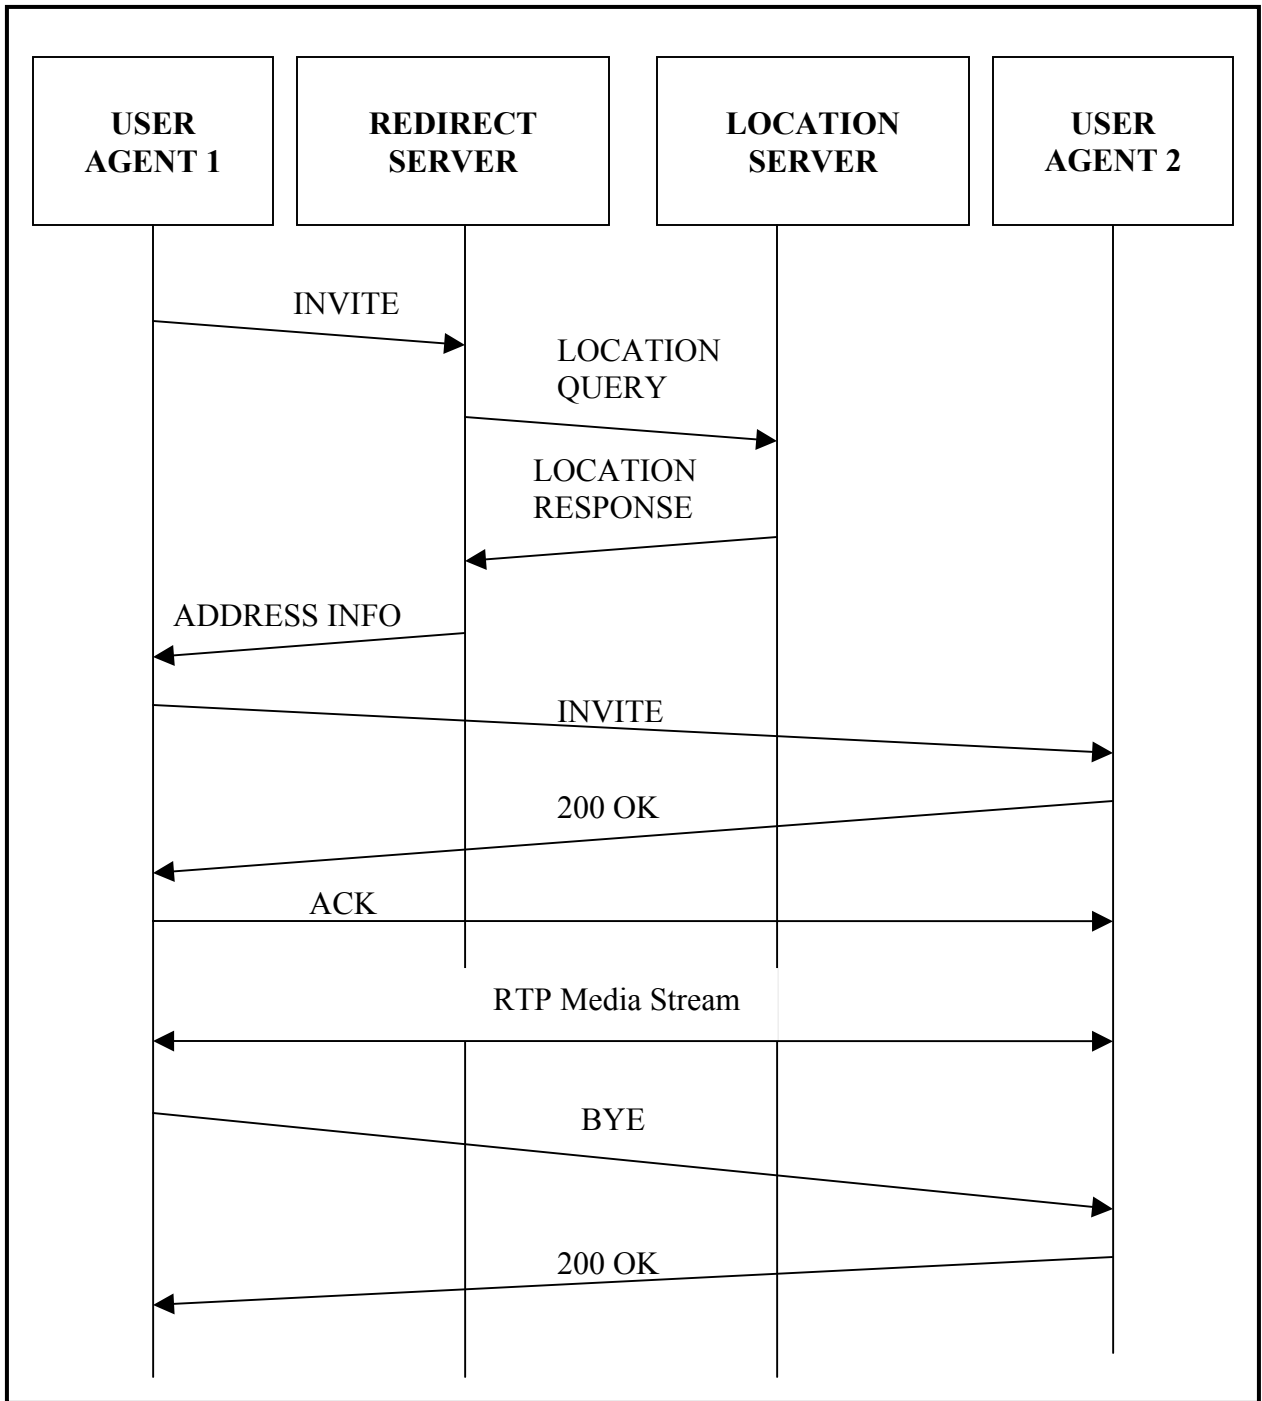 USER
AGENT 1
REDIRECT
SERVER
LOCATION
SERVER
USER
AGENT 2
INVITE
LOCATION
QUERY
LOCATION
RESPONSE
ADDRESS INFO
INVITE
200 OK
ACK
RTP Media Stream
BYE
200 OK